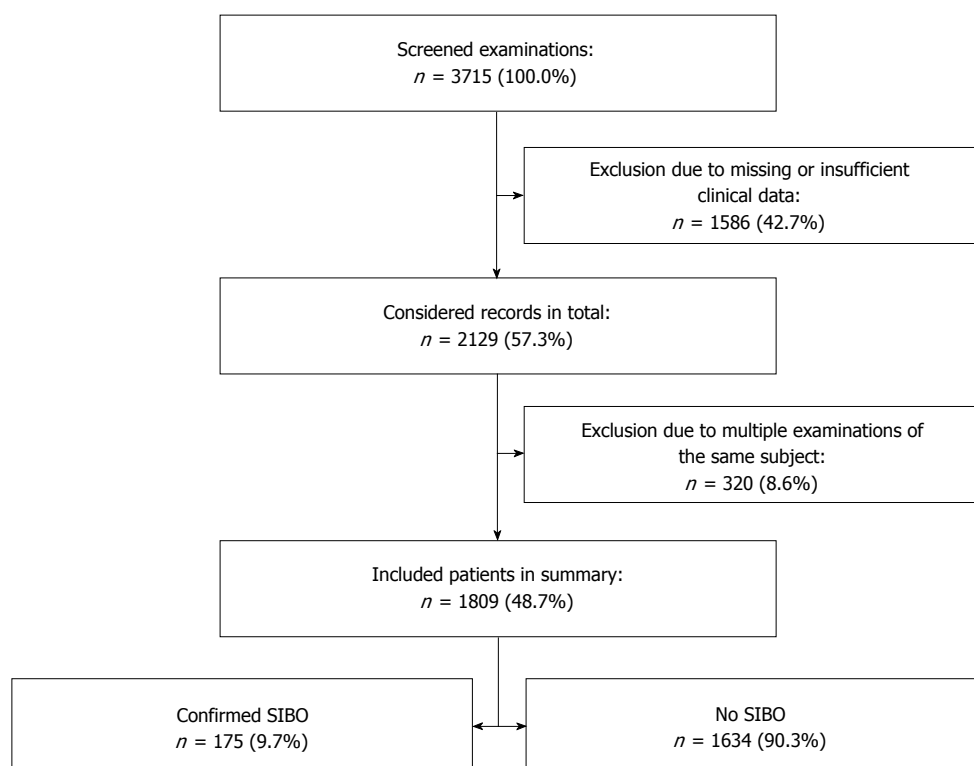 Screened examinations:
n = 3715 (100.0%)
Exclusion due to missing or insufficient
clinical data:
n = 1586 (42.7%)
Considered records in total:
n = 2129 (57.3%)
Exclusion due to multiple examinations of
the same subject:
n = 320 (8.6%)
Included patients in summary:
n = 1809 (48.7%)
Confirmed SIBO
n = 175 (9.7%)
No SIBO
n = 1634 (90.3%)